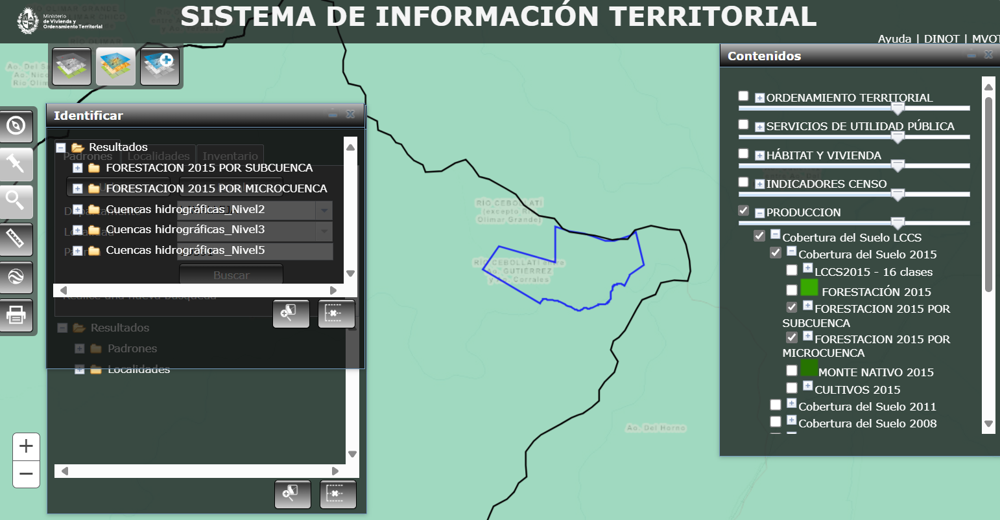 Ministerio
de Vivienda y
Ordenamiento Territorial
SISTEMA DE INFORMACIÓN TERRITORIAL
Ayuda | DINOT | MVOT
Identificar
Resultados
FORESTACION 2015 POR SUBCUENCA
FORESTACION 2015 POR MICROCUENCA
Cuencas hidrográficas_Nivel2
Cuencas hidrográficas_Nivel3
Cuencas hidrográficas_Nivel5
Padrones
Localidades
Inventario
Buscar
Resultados
Padrones
Localidades
RÍO CEBOLLATÍ
(excepto Río
Olimar Grande)
RÍO CEBOLLATÍ entre
Ao. GUTIÉRREZ
y Ao. Corrales
Ao. Del Horno
Contenidos
ORDENAMIENTO TERRITORIAL
SERVICIOS DE UTILIDAD PÚBLICA
HÁBITAT Y VIVIENDA
INDICADORES CENSO
PRODUCCION
Cobertura del Suelo LCCS
Cobertura del Suelo 2015
LCCS2015 - 16 clases
FORESTACIÓN 2015
FORESTACION 2015 POR
SUBCUENCA
FORESTACION 2015 POR
MICROCUENCA
MONTE NATIVO 2015
CULTIVOS 2015
Cobertura del Suelo 2011
Cobertura del Suelo 2008